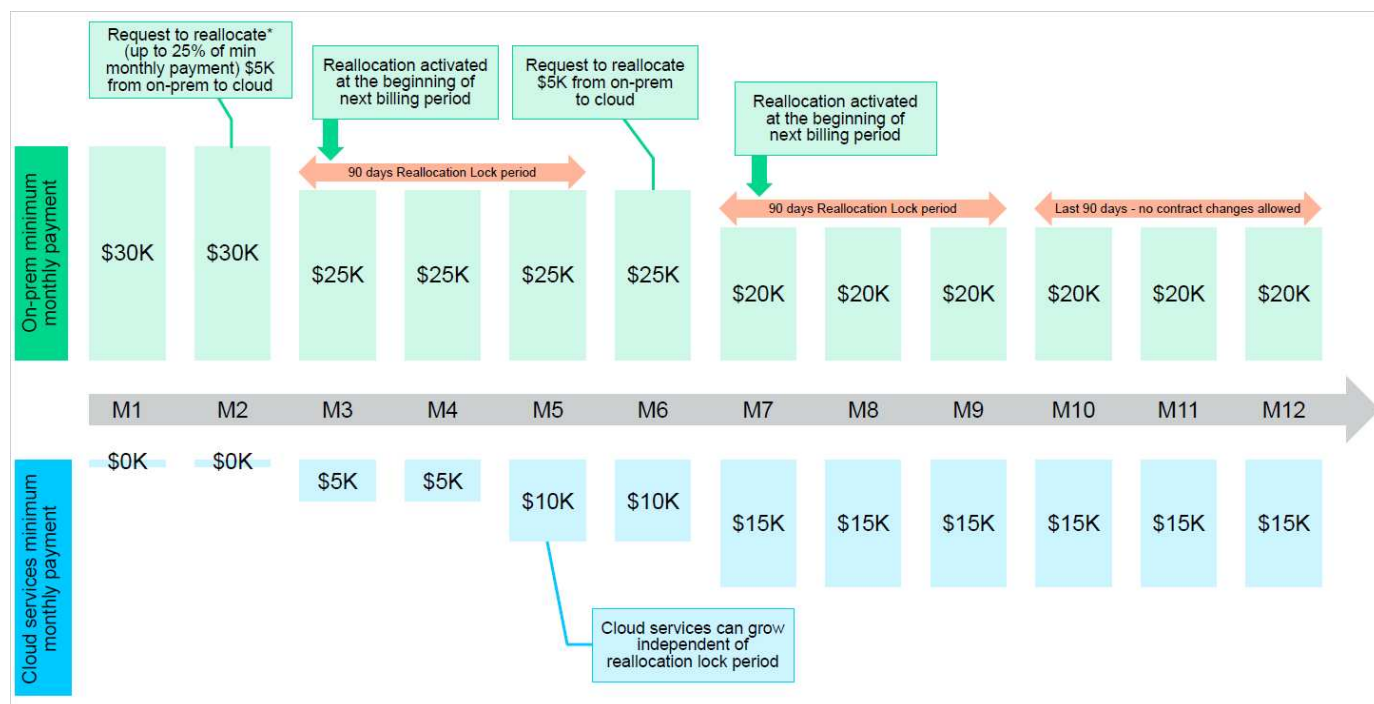 Request to reallocate*
(up to 25% of min
monthly payment) $5K
from on-prem to cloud
Reallocation activated
at the beginning of
next billing period
Request to reallocate
$5K from on-prem
to cloud
Reallocation activated
at the beginning of
next billing period
On-prem minimum
monthly payment
90 days Reallocation Lock period
90 days Reallocation Lock period
Last 90 days - no contract changes allowed
$30K $30K $25K $25K $25K $25K $20K $20K $20K $20K $20K $20K
M1 M2 M3 M4 M5 M6 M7 M8 M9 M10 M11 M12
Cloud services minimum
monthly payment
$0K $0K $5K $5K $10K $10K $15K $15K $15K $15K $15K $15K
Cloud services can grow
independent of
reallocation lock period